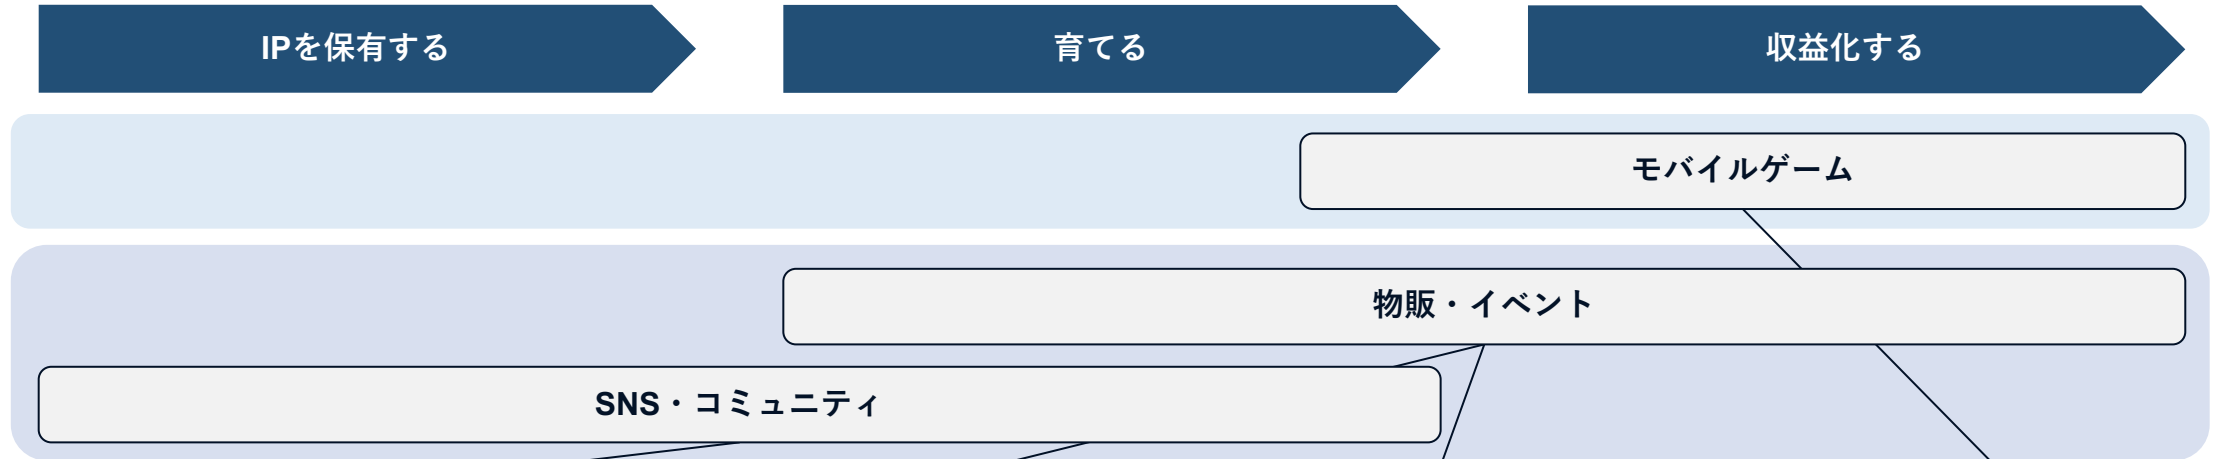 IPを保有する
育てる
収益化する
モバイルゲーム
物販・イベント
SNS・コミュニティ